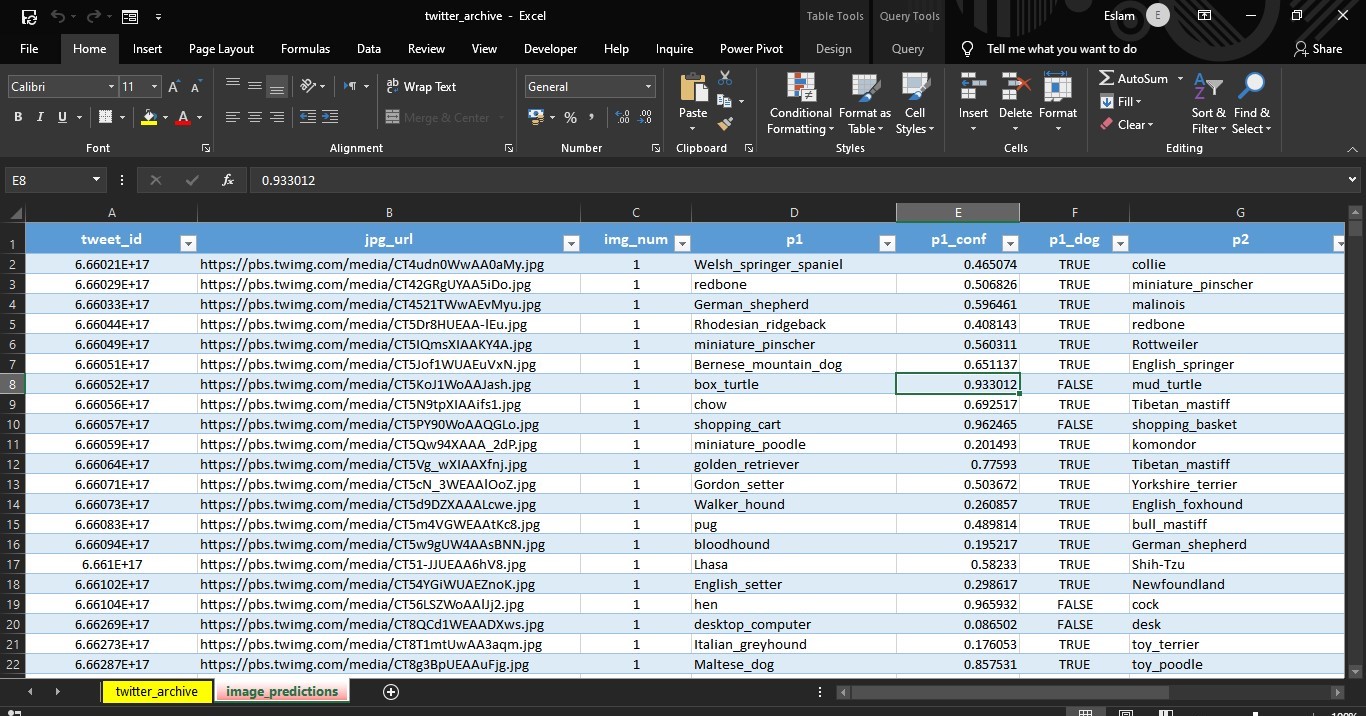 twitter_archive - Excel
Table Tools Query Tools
Eslam E
File Home Insert Page Layout Formulas Data Review View Developer Help Inquire Power Pivot Design Query Tell me what you want to do Share
Calibri 11 A A Wrap Text General Paste Conditional Formatting Format as Table Cell Styles Insert Delete Format AutoSum Fill Clear Sort & Filter Find & Select
B I U A Merge & Center % ,
Font Alignment Number Clipboard Styles Cells Editing
E8 fx 0.933012
A B C D E F G
1 tweet_id jpg_url img_num p1 p1_conf p1_dog p2
2 6.66021E+17 https://pbs.twimg.com/media/CT4udn0WwAA0aMy.jpg 1 Welsh_springer_spaniel 0.465074 TRUE collie
3 6.66029E+17 https://pbs.twimg.com/media/CT42GRgUYAA5iDo.jpg 1 redbone 0.506826 TRUE miniature_pinscher
4 6.66033E+17 https://pbs.twimg.com/media/CT4521TWwAEvMyu.jpg 1 German_shepherd 0.596461 TRUE malinois
5 6.66044E+17 https://pbs.twimg.com/media/CT5Dr8HUEAA-lEu.jpg 1 Rhodesian_ridgeback 0.408143 TRUE redbone
6 6.66049E+17 https://pbs.twimg.com/media/CT5IQmsXIAAKY4A.jpg 1 miniature_pinscher 0.560311 TRUE Rottweiler
7 6.66051E+17 https://pbs.twimg.com/media/CT5Jof1WUAEuVxN.jpg 1 Bernese_mountain_dog 0.651137 TRUE English_springer
8 6.66052E+17 https://pbs.twimg.com/media/CT5KoJ1WoAAJash.jpg 1 box_turtle 0.933012 FALSE mud_turtle
9 6.66056E+17 https://pbs.twimg.com/media/CT5N9tpXIAAifs1.jpg 1 chow 0.692517 TRUE Tibetan_mastiff
10 6.66057E+17 https://pbs.twimg.com/media/CT5PY90WoAAQGLo.jpg 1 shopping_cart 0.962465 FALSE shopping_basket
11 6.66059E+17 https://pbs.twimg.com/media/CT5Qw94XAAA_2dP.jpg 1 miniature_poodle 0.201493 TRUE komondor
12 6.66064E+17 https://pbs.twimg.com/media/CT5Vg_wXIAAXfnj.jpg 1 golden_retriever 0.77593 TRUE Tibetan_mastiff
13 6.66071E+17 https://pbs.twimg.com/media/CT5cN_3WEAAlOoZ.jpg 1 Gordon_setter 0.503672 TRUE Yorkshire_terrier
14 6.66073E+17 https://pbs.twimg.com/media/CT5d9DZXAAALcwe.jpg 1 Walker_hound 0.260857 TRUE English_foxhound
15 6.66083E+17 https://pbs.twimg.com/media/CT5m4VGWEAAtKc8.jpg 1 pug 0.489814 TRUE bull_mastiff
16 6.66094E+17 https://pbs.twimg.com/media/CT5w9gUW4AAsBNN.jpg 1 bloodhound 0.195217 TRUE German_shepherd
17 6.661E+17 https://pbs.twimg.com/media/CT51-JJUEAA6hV8.jpg 1 Lhasa 0.58233 TRUE Shih-Tzu
18 6.66102E+17 https://pbs.twimg.com/media/CT54YGiWUAEZnoK.jpg 1 English_setter 0.298617 TRUE Newfoundland
19 6.66104E+17 https://pbs.twimg.com/media/CT56LSZWoAAlJj2.jpg 1 hen 0.965932 FALSE cock
20 6.66269E+17 https://pbs.twimg.com/media/CT8QCd1WEAADXws.jpg 1 desktop_computer 0.086502 FALSE desk
21 6.66273E+17 https://pbs.twimg.com/media/CT8T1mtUwAA3aqm.jpg 1 Italian_greyhound 0.176053 TRUE toy_terrier
22 6.66287E+17 https://pbs.twimg.com/media/CT8g3BpUEAAuFjg.jpg 1 Maltese_dog 0.857531 TRUE toy_poodle
twitter_archive image_predictions